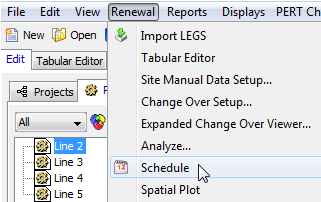 File Edit View Renewal Reports Displays PERT Ch
New Open
Edit Tabular Editor
Projects
All
Line 2
Line 3
Line 4
Line 5
Import LEGS
Tabular Editor
Site Manual Data Setup...
Change Over Setup...
Expanded Change Over Viewer...
Analyze...
12 Schedule
Spatial Plot